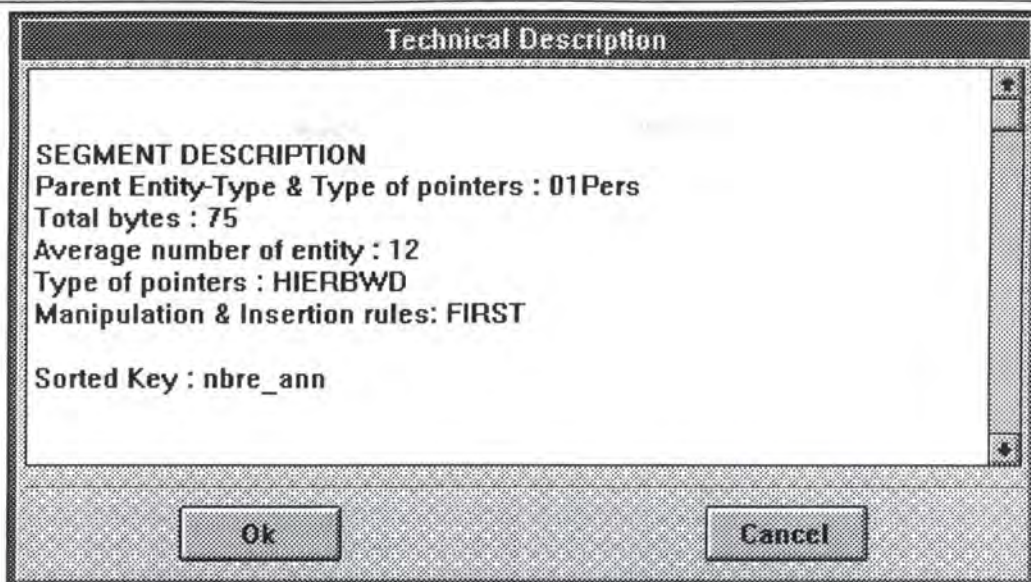 Technical Description
SEGMENT DESCRIPTION
Parent Entity-Type & Type of pointers : 01Pers
Total bytes : 75
Average number of entity : 12
Type of pointers : HIERBWD
Manipulation & Insertion rules: FIRST
Sorted Key : nbre_ann
Ok Cancel